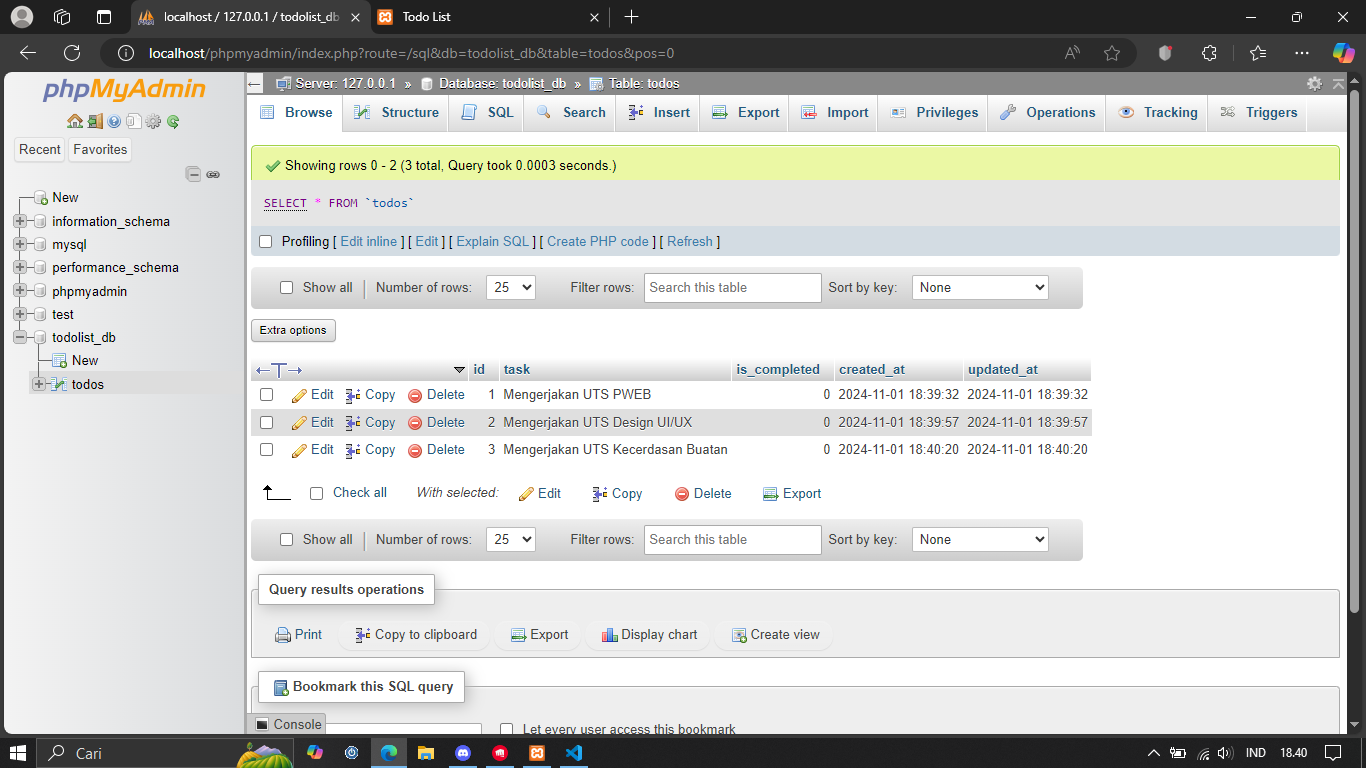 localhost / 127.0.0.1 / todolist_db
Todo List
localhost/phpmyadmin/index.php?route=/sql&db=todolist_db&table=todos&pos=0
phpMyAdmin
Recent Favorites
New
information_schema
mysql
performance_schema
phpmyadmin
test
todolist_db
New
todos
Server: 127.0.0.1 » Database: todolist_db » Table: todos
Browse Structure SQL Search Insert Export Import Privileges Operations Tracking Triggers
Showing rows 0 - 2 (3 total, Query took 0.0003 seconds.)
SELECT * FROM `todos`
Profiling [ Edit inline ] [ Edit ] [ Explain SQL ] [ Create PHP code ] [ Refresh ]
Show all | Number of rows: 25 Filter rows: Search this table Sort by key: None
Extra options
id task is_completed created_at updated_at
Edit Copy Delete 1 Mengerjakan UTS PWEB 0 2024-11-01 18:39:32 2024-11-01 18:39:32
Edit Copy Delete 2 Mengerjakan UTS Design UI/UX 0 2024-11-01 18:39:57 2024-11-01 18:39:57
Edit Copy Delete 3 Mengerjakan UTS Kecerdasan Buatan 0 2024-11-01 18:40:20 2024-11-01 18:40:20
Check all With selected: Edit Copy Delete Export
Show all | Number of rows: 25 Filter rows: Search this table Sort by key: None
Query results operations
Print Copy to clipboard Export Display chart Create view
Bookmark this SQL query
Console
Let every user access this bookmark
Cari
IND 18.40